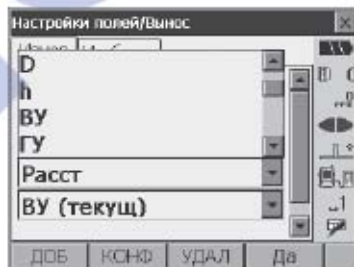 Настройки полей/Вынос
D
h
ВУ
ГУ
Расст
ВУ (текущ)
ДОБ КОНФ УДАЛ Да